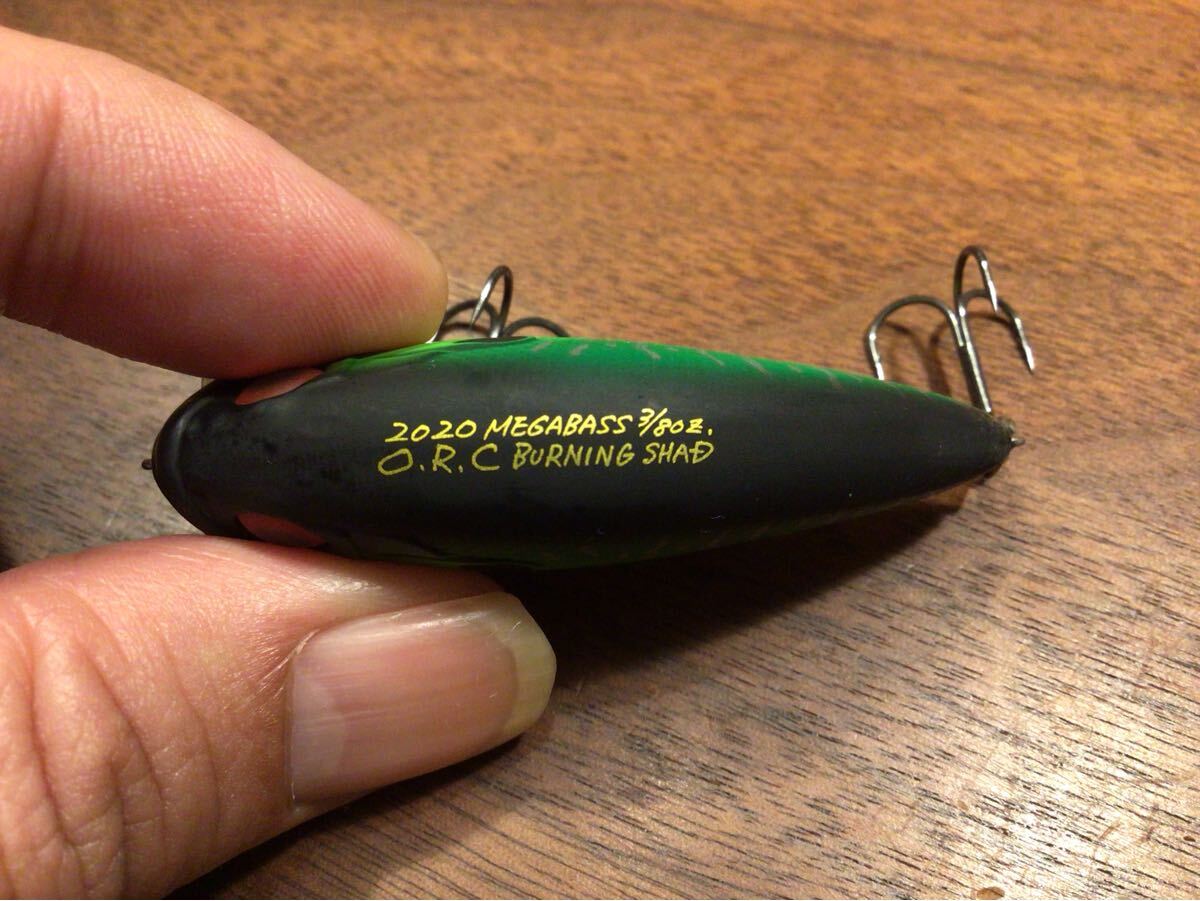 2020 MEGABASS 3/8oz.
O.R.C BURNING SHAD